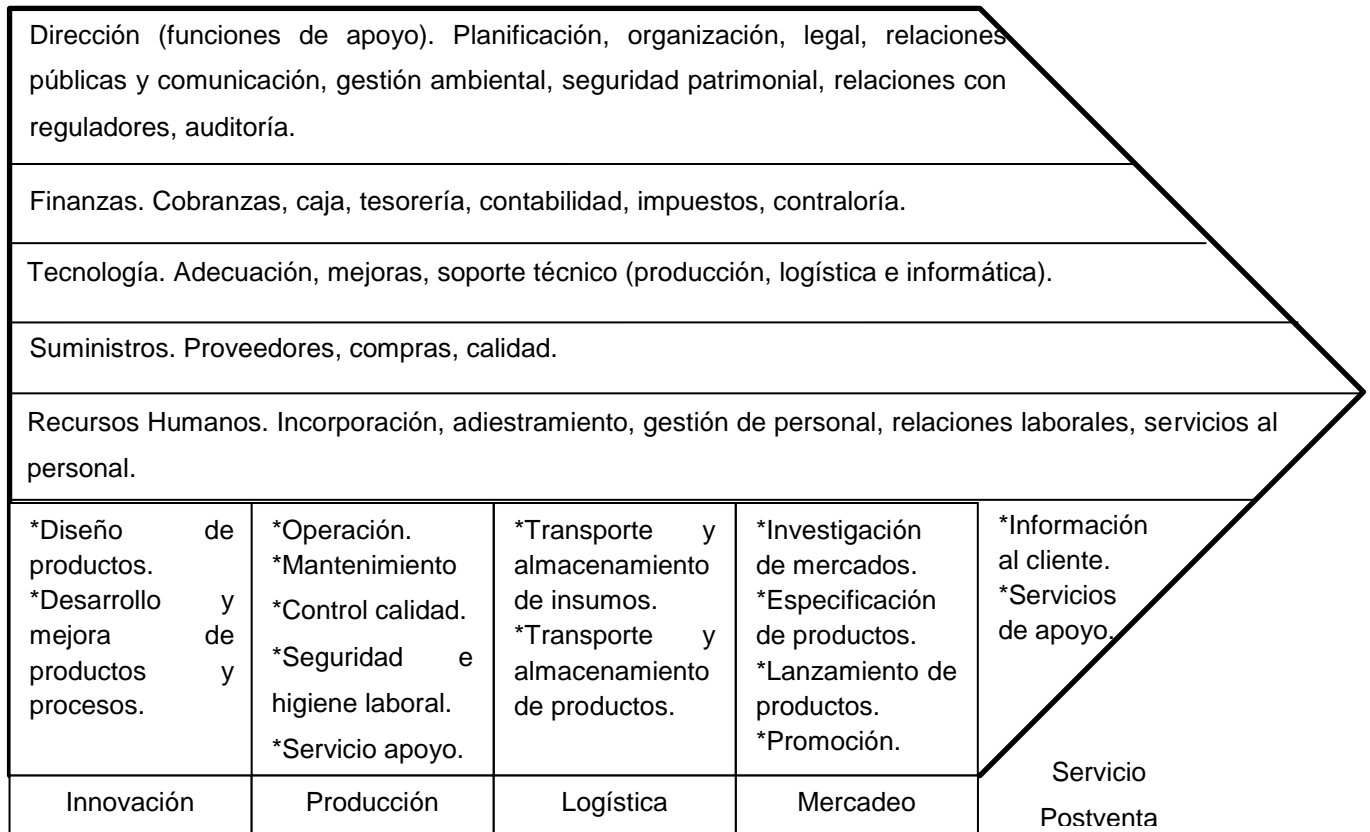 Dirección (funciones de apoyo). Planificación, organización, legal, relaciones
públicas y comunicación, gestión ambiental, seguridad patrimonial, relaciones con
reguladores, auditoría.
Finanzas. Cobranzas, caja, tesorería, contabilidad, impuestos, contraloría.
Tecnología. Adecuación, mejoras, soporte técnico (producción, logística e informática).
Suministros. Proveedores, compras, calidad.
Recursos Humanos. Incorporación, adiestramiento, gestión de personal, relaciones laborales, servicios al
personal.
*Diseño de
productos.
*Desarrollo y
mejora de
productos y
procesos.
*Operación.
*Mantenimiento
*Control calidad.
*Seguridad e
higiene laboral.
*Servicio apoyo.
*Transporte y
almacenamiento
de insumos.
*Transporte y
almacenamiento
de productos.
*Investigación
de mercados.
*Especificación
de productos.
*Lanzamiento de
productos.
*Promoción.
*Información
al cliente.
*Servicios
de apoyo.
Innovación
Producción
Logística
Mercadeo
Servicio
Postventa